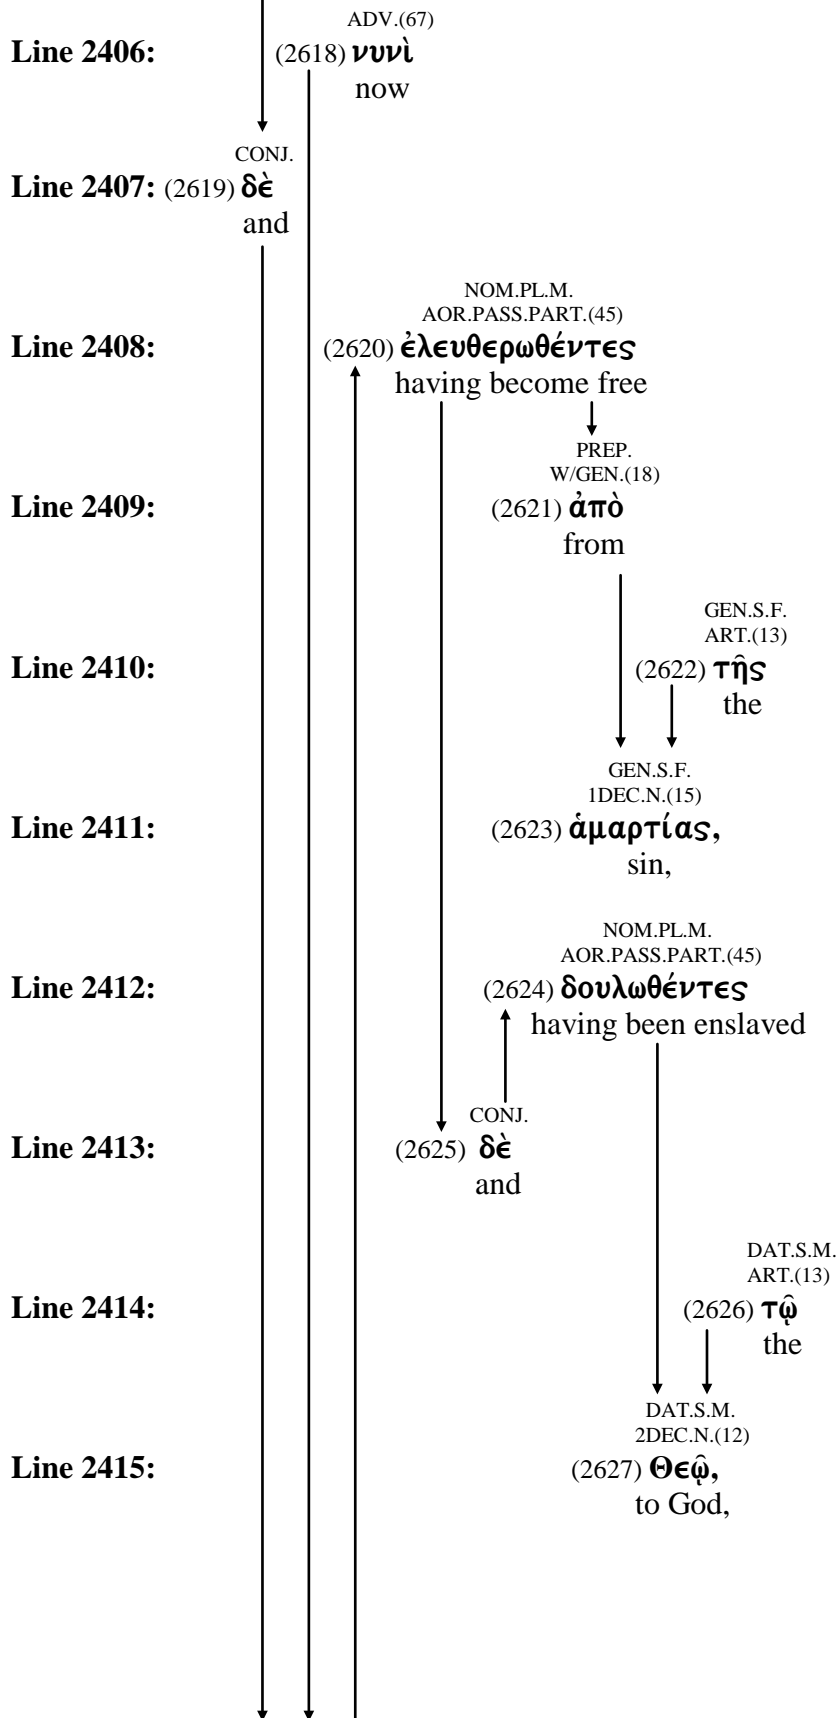 ADV.(67)
Line 2406: (2618) νυνὶ
now
CONJ.
Line 2407: (2619) δὲ
and
NOM.PL.M.
AOR.PASS.PART.(45)
Line 2408: (2620) ἐλευθερωθέντες
having become free
PREP.
W/GEN.(18)
Line 2409: (2621) ἀπὸ
from
GEN.S.F.
ART.(13)
Line 2410: (2622) τῆς
the
GEN.S.F.
1DEC.N.(15)
Line 2411: (2623) ἁμαρτίας,
sin,
NOM.PL.M.
AOR.PASS.PART.(45)
Line 2412: (2624) δουλωθέντες
having been enslaved
CONJ.
Line 2413: (2625) δὲ
and
DAT.S.M.
ART.(13)
Line 2414: (2626) τῷ
the
DAT.S.M.
2DEC.N.(12)
Line 2415: (2627) Θεῷ,
to God,